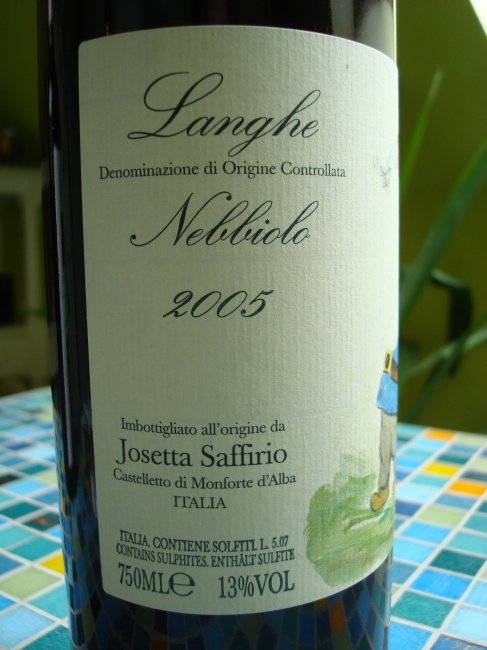 Langhe
Denominazione di Origine Controllata
Nebbiolo
2005
Imbottigliato all'origine da
Josetta Saffirio
Castelletto di Monforte d'Alba
ITALIA
ITALIA. CONTIENE SOLFITI. L. 5.07
CONTAINS SULPHITES. ENTHÄLT SULFITE
750ML℮ 13%VOL